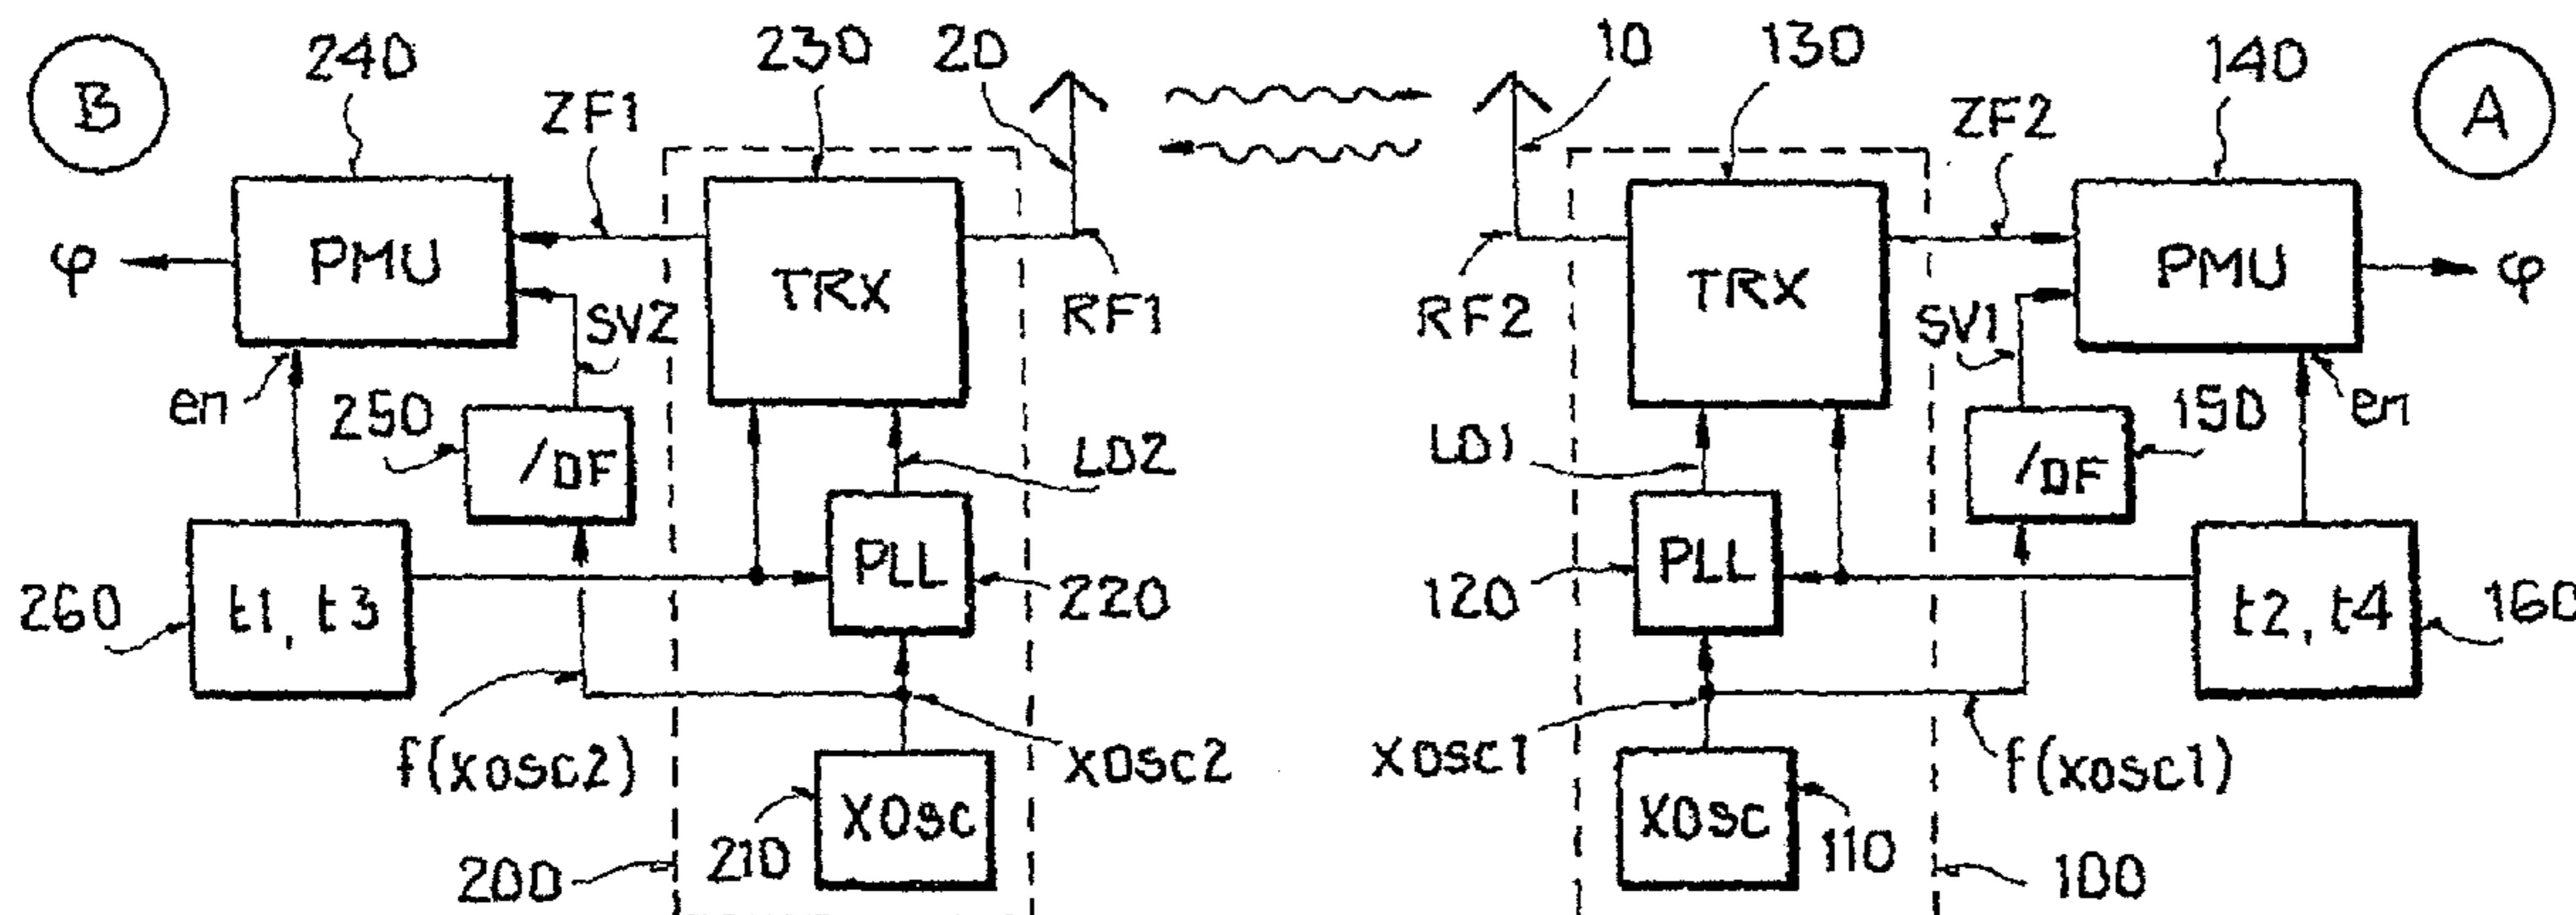 240
230
20
10
130
140
B
ZF1
ZF2
A
φ
PMU
TRX
RF1
RF2
TRX
PMU
φ
SV2
SV1
en
250
/DF
LO2
LO1
/DF
150
en
260
t1, t3
PLL
220
120
PLL
t2, t4
160
f(xosc2)
xosc2
xosc1
f(xosc1)
200
210
XOsc
XOsc
110
100